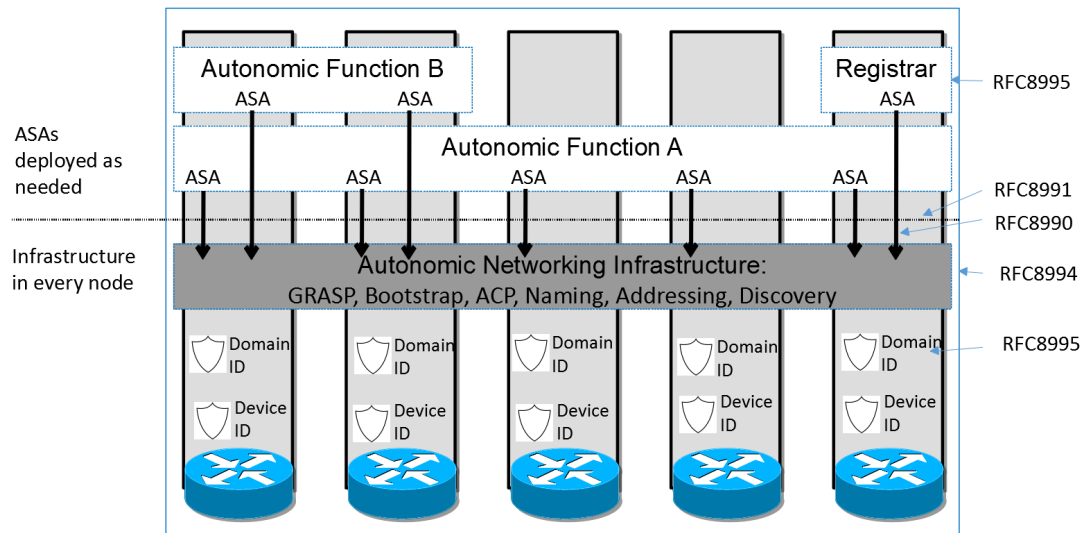 Autonomic Function B
ASA
ASA
Registrar
ASA
RFC8995
ASAs
deployed as
needed
Autonomic Function A
ASA
ASA
ASA
ASA
ASA
RFC8991
RFC8990
Infrastructure
in every node
Autonomic Networking Infrastructure:
GRASP, Bootstrap, ACP, Naming, Addressing, Discovery
RFC8994
Domain
ID
Domain
ID
Domain
ID
Domain
ID
Domain
ID
RFC8995
Device
ID
Device
ID
Device
ID
Device
ID
Device
ID